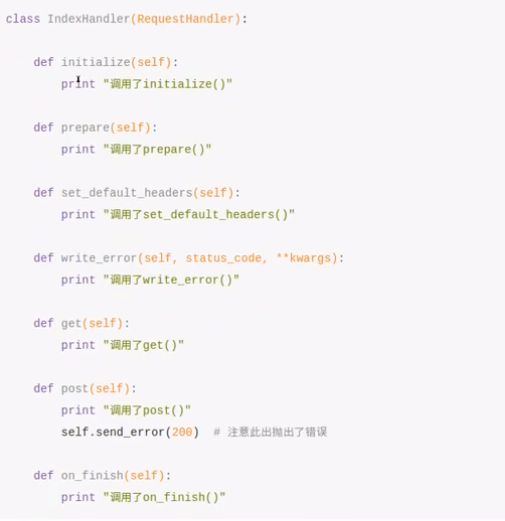 class IndexHandler(RequestHandler):
def initialize(self):
print "调用了initialize()"
def prepare(self):
print "调用了prepare()"
def set_default_headers(self):
print "调用了set_default_headers()"
def write_error(self, status_code, **kwargs):
print "调用了write_error()"
def get(self):
print "调用了get()"
def post(self):
print "调用了post()"
self.send_error(200)  # 注意此出抛出了错误
def on_finish(self):
print "调用了on_finish()"